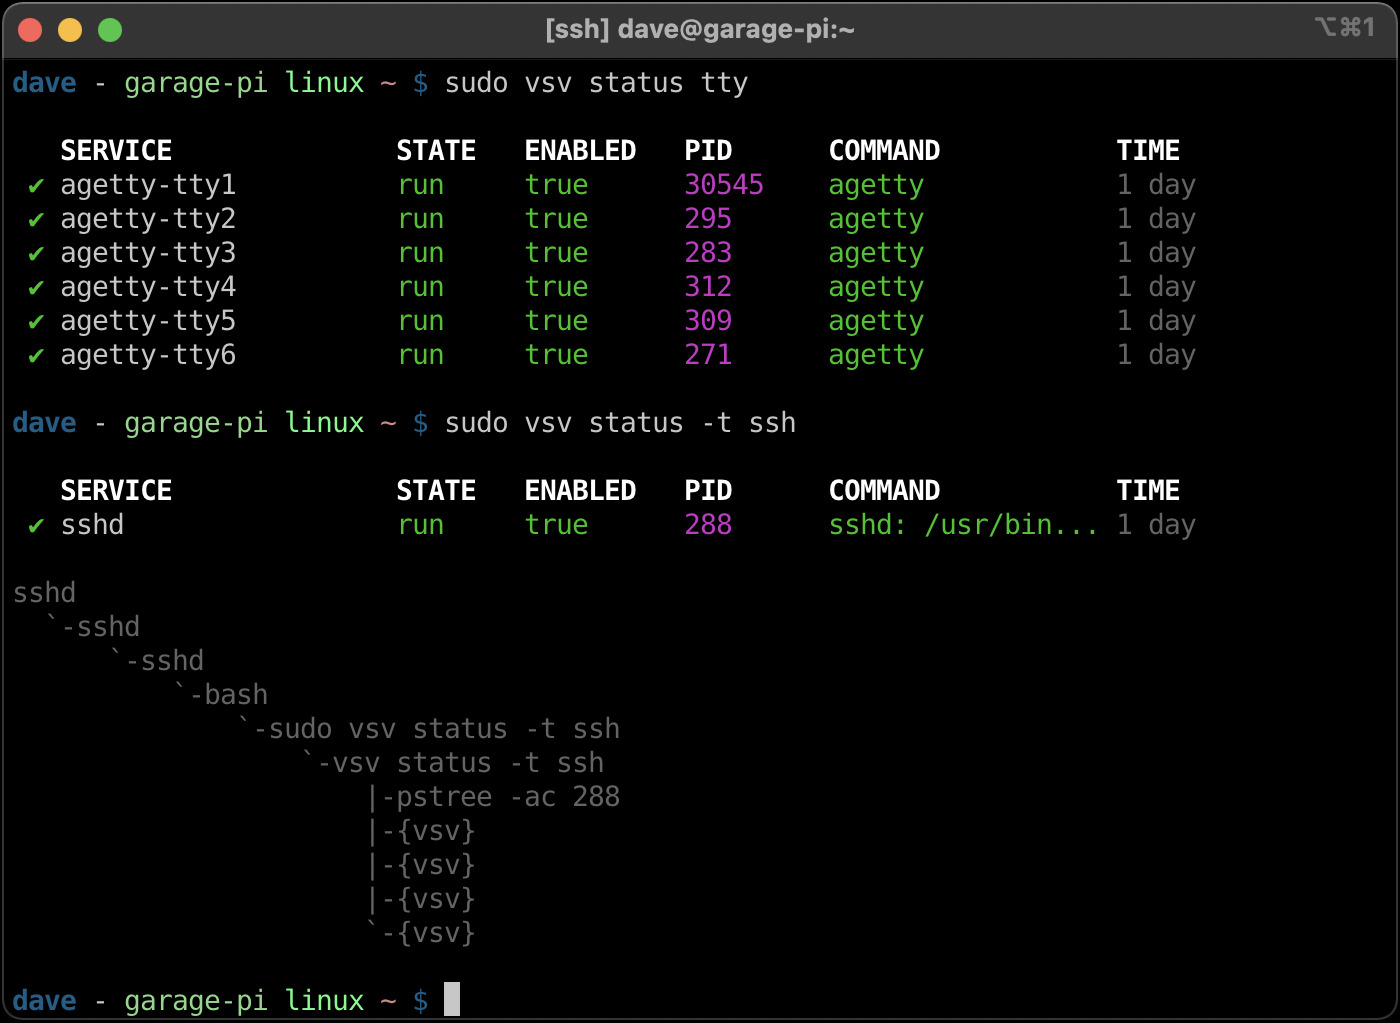 [ssh] dave@garage-pi:~ ⌥⌘1
dave - garage-pi linux ~ $ sudo vsv status tty
SERVICE STATE ENABLED PID COMMAND TIME
✔ agetty-tty1 run true 30545 agetty 1 day
✔ agetty-tty2 run true 295 agetty 1 day
✔ agetty-tty3 run true 283 agetty 1 day
✔ agetty-tty4 run true 312 agetty 1 day
✔ agetty-tty5 run true 309 agetty 1 day
✔ agetty-tty6 run true 271 agetty 1 day
dave - garage-pi linux ~ $ sudo vsv status -t ssh
SERVICE STATE ENABLED PID COMMAND TIME
✔ sshd run true 288 sshd: /usr/bin... 1 day
sshd
  `-sshd
      `-sshd
          `-bash
              `-sudo vsv status -t ssh
                  `-vsv status -t ssh
                      |-pstree -ac 288
                      |-{vsv}
                      |-{vsv}
                      |-{vsv}
                      `-{vsv}
dave - garage-pi linux ~ $